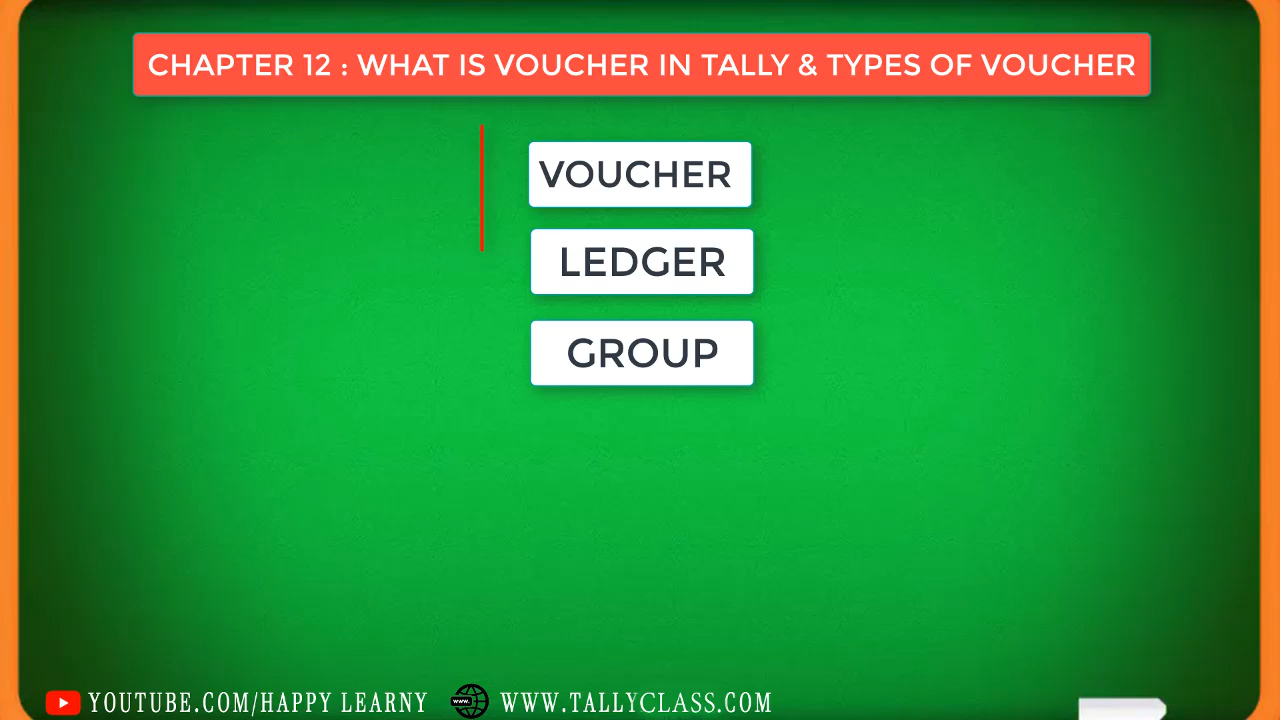 CHAPTER 12 : WHAT IS VOUCHER IN TALLY & TYPES OF VOUCHER
VOUCHER
LEDGER
GROUP
YOUTUBE.COM/HAPPY LEARNY www. WWW.TALLYCLASS.COM